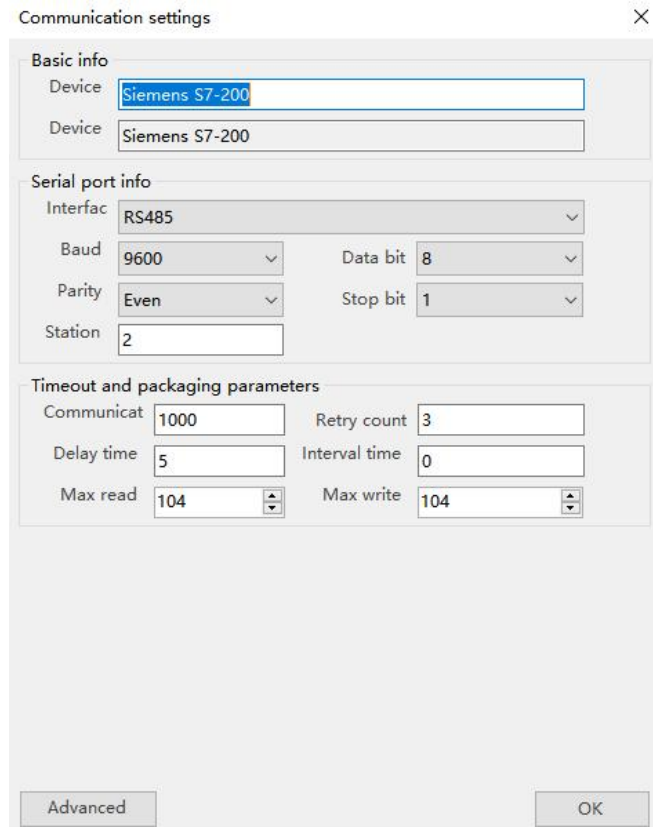 Communication settings
Basic info
Device Siemens S7-200
Device Siemens S7-200
Serial port info
Interfac RS485
Baud 9600 Data bit 8
Parity Even Stop bit 1
Station 2
Timeout and packaging parameters
Communicat 1000 Retry count 3
Delay time 5 Interval time 0
Max read 104 Max write 104
Advanced OK